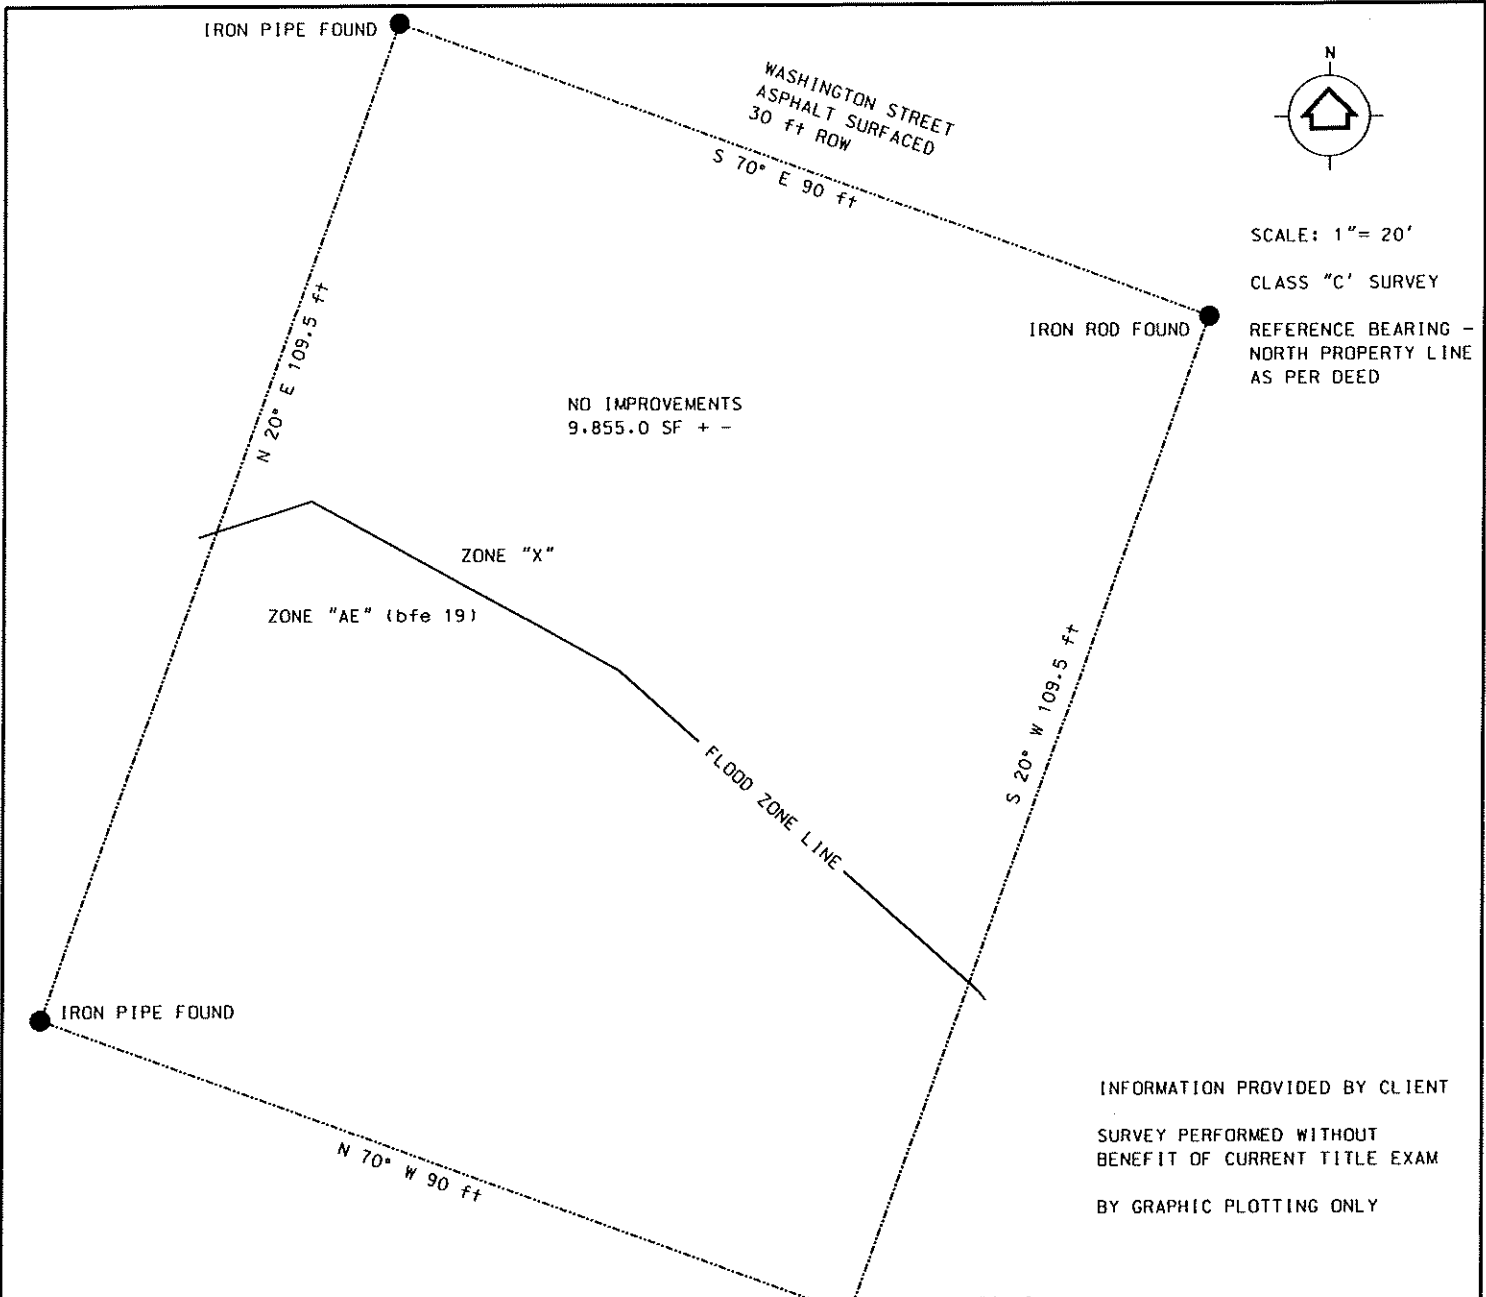 IRON PIPE FOUND
N
WASHINGTON STREET
ASPHALT SURFACED
30 ft ROW
S 70° E 90 ft
SCALE: 1"= 20'
CLASS "C' SURVEY
REFERENCE BEARING -
NORTH PROPERTY LINE
AS PER DEED
IRON ROD FOUND
N 20° E 109.5 ft
NO IMPROVEMENTS
9.855.0 SF + -
ZONE "X"
ZONE "AE" (bfe 19)
S 20° W 109.5 ft
FLOOD ZONE LINE
IRON PIPE FOUND
N 70° W 90 ft
INFORMATION PROVIDED BY CLIENT
SURVEY PERFORMED WITHOUT
BENEFIT OF CURRENT TITLE EXAM
BY GRAPHIC PLOTTING ONLY